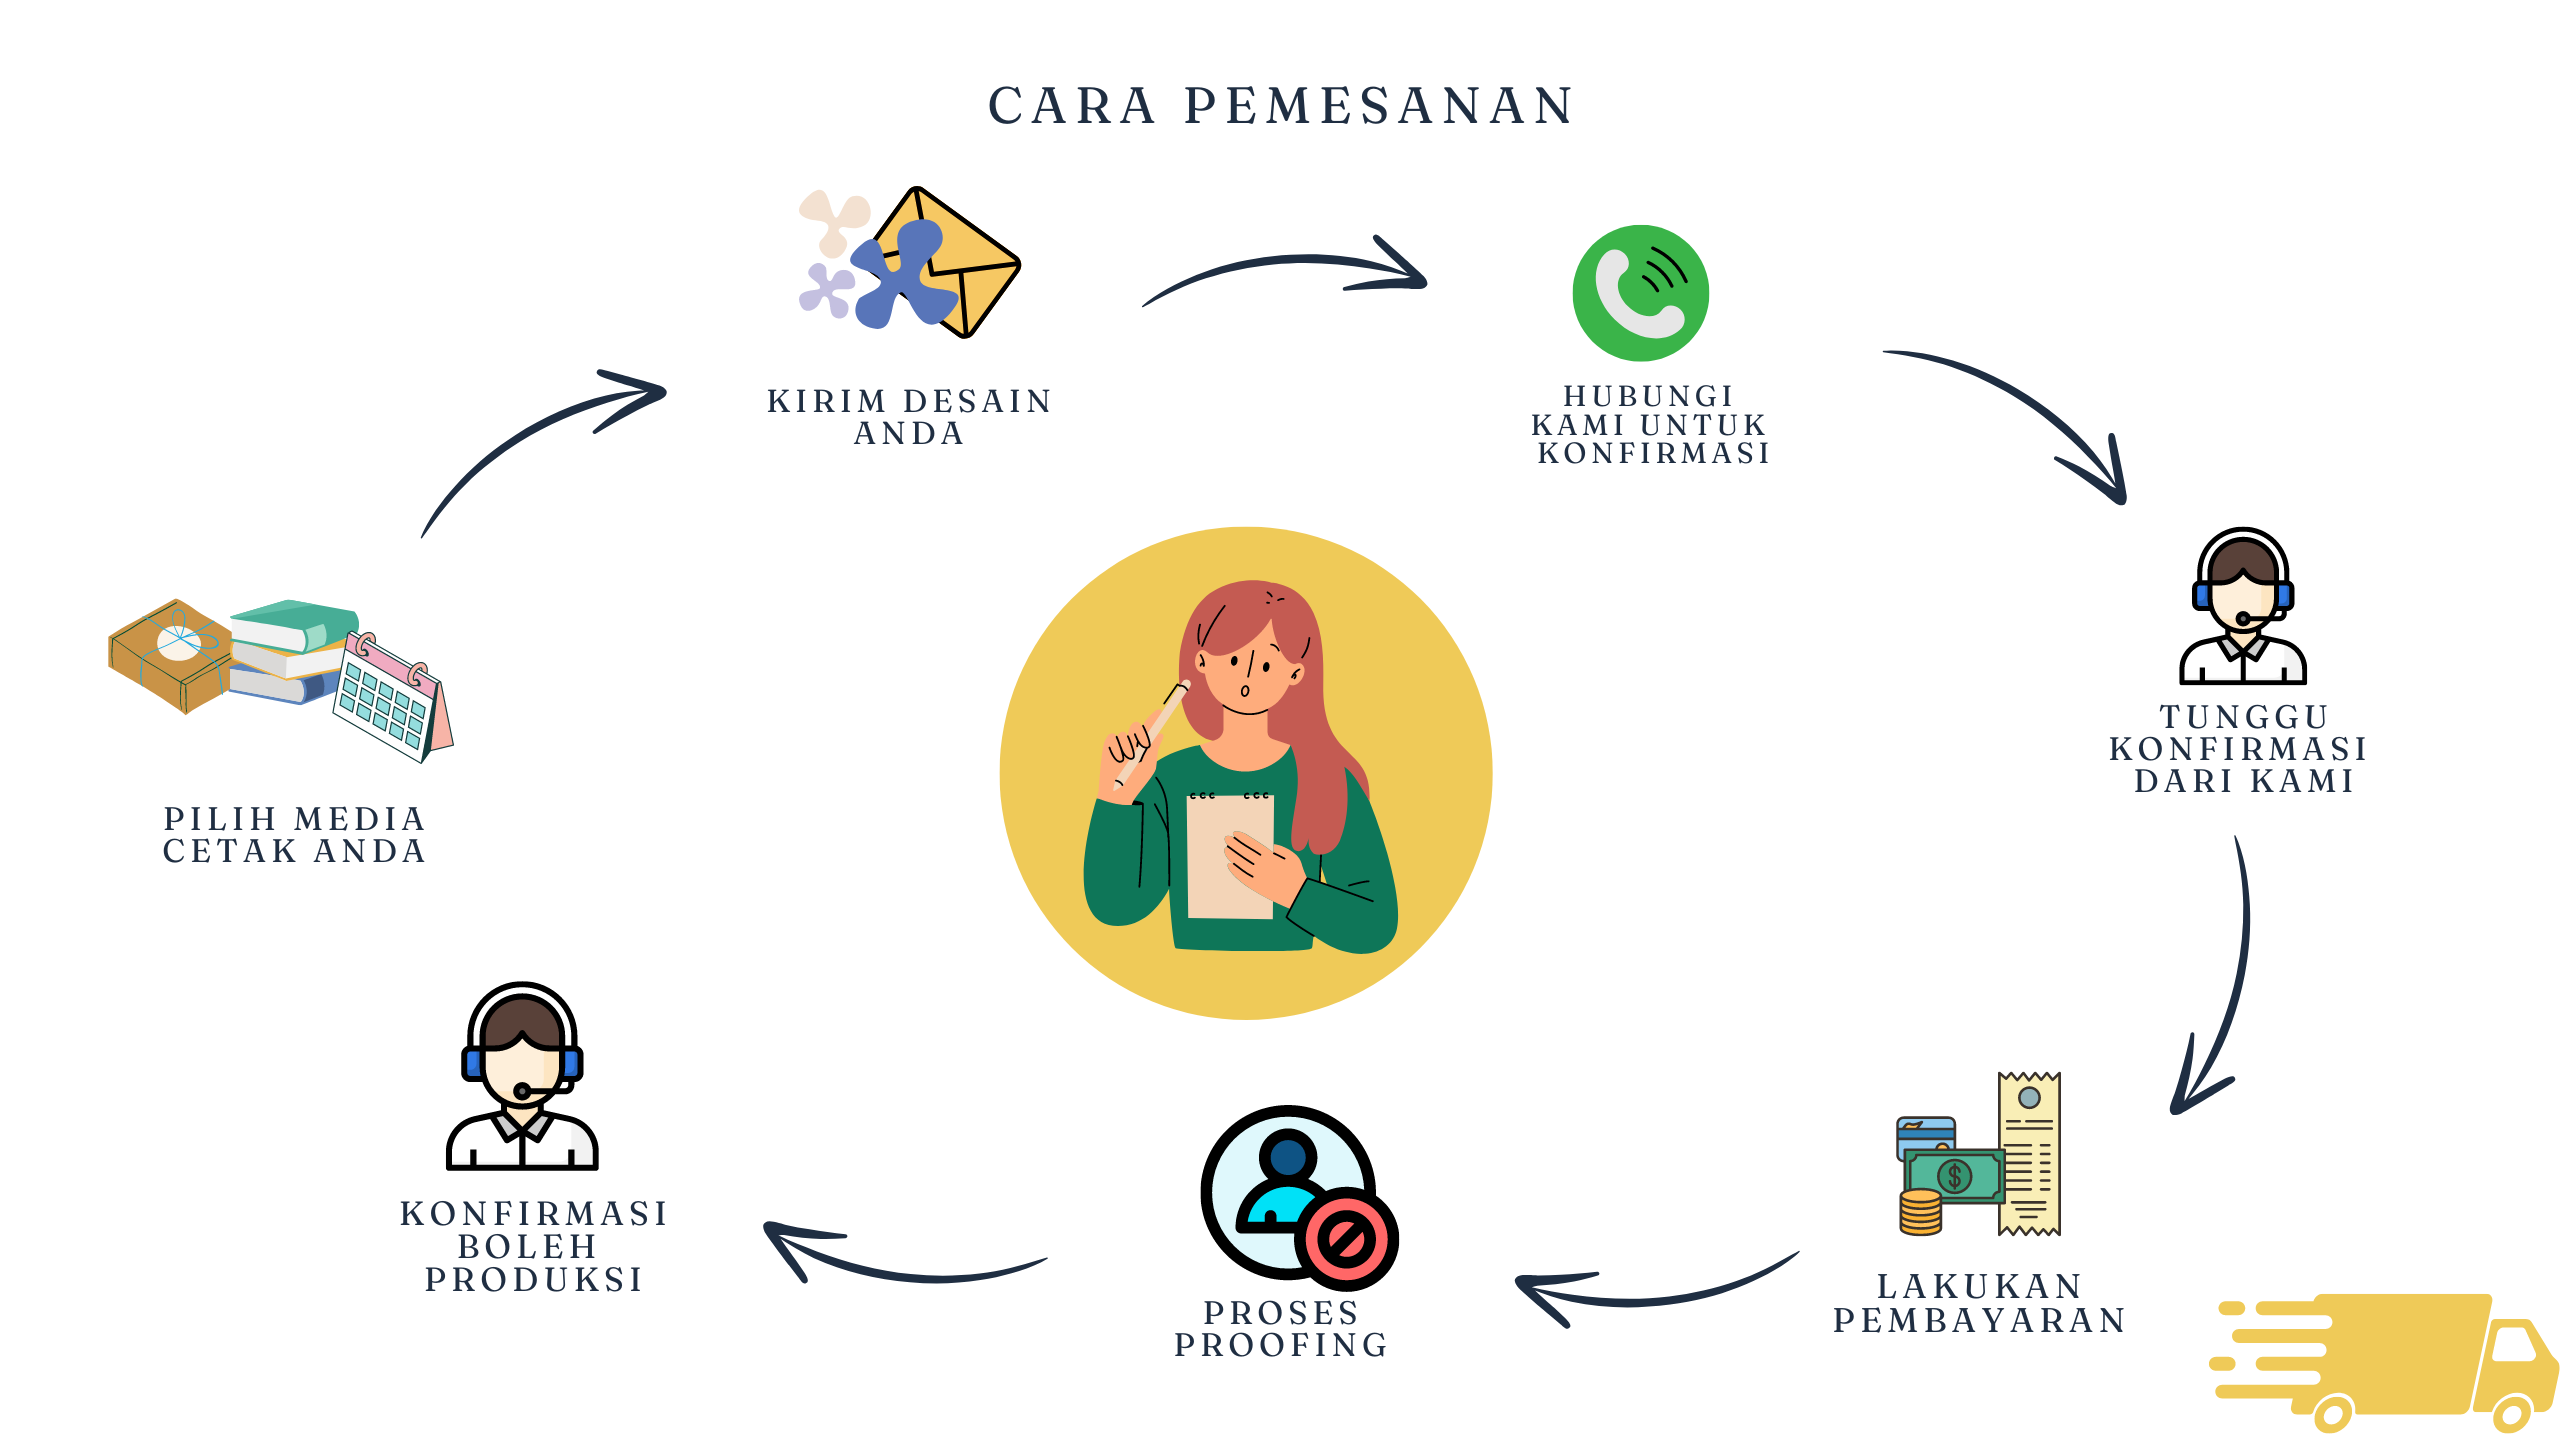 CARA PEMESANAN
PILIH MEDIA
CETAK ANDA
KIRIM DESAIN
ANDA
HUBUNGI
KAMI UNTUK
KONFIRMASI
TUNGGU
KONFIRMASI
DARI KAMI
LAKUKAN
PEMBAYARAN
PROSES
PROOFING
KONFIRMASI
BOLEH
PRODUKSI